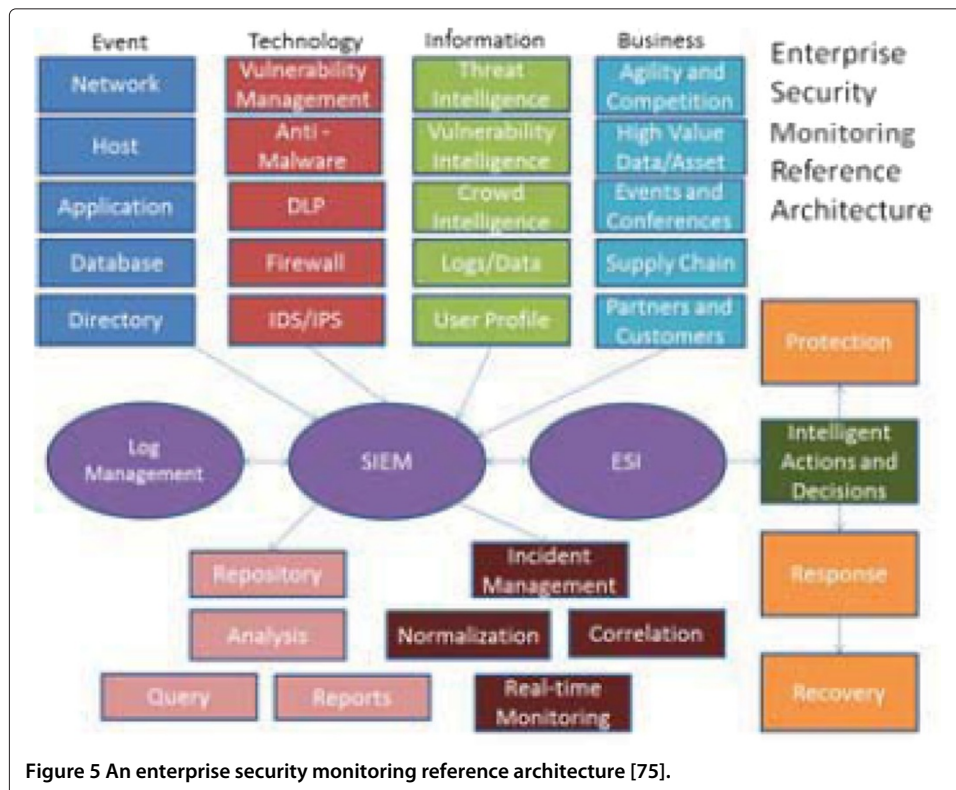 Event
Technology
Information
Business
Enterprise
Security
Monitoring
Reference
Architecture
Network
Vulnerability
Management
Threat
Intelligence
Agility and
Competition
Host
Anti -
Malware
Vulnerability
Intelligence
High Value
Data/Asset
Application
DLP
Crowd
Intelligence
Events and
Conferences
Database
Firewall
Logs/Data
Supply Chain
Directory
IDS/IPS
User Profile
Partners and
Customers
Protection
Log
Management
SIEM
ESI
Intelligent
Actions and
Decisions
Repository
Incident
Management
Response
Analysis
Normalization
Correlation
Query
Reports
Real-time
Monitoring
Recovery
Figure 5 An enterprise security monitoring reference architecture [75].